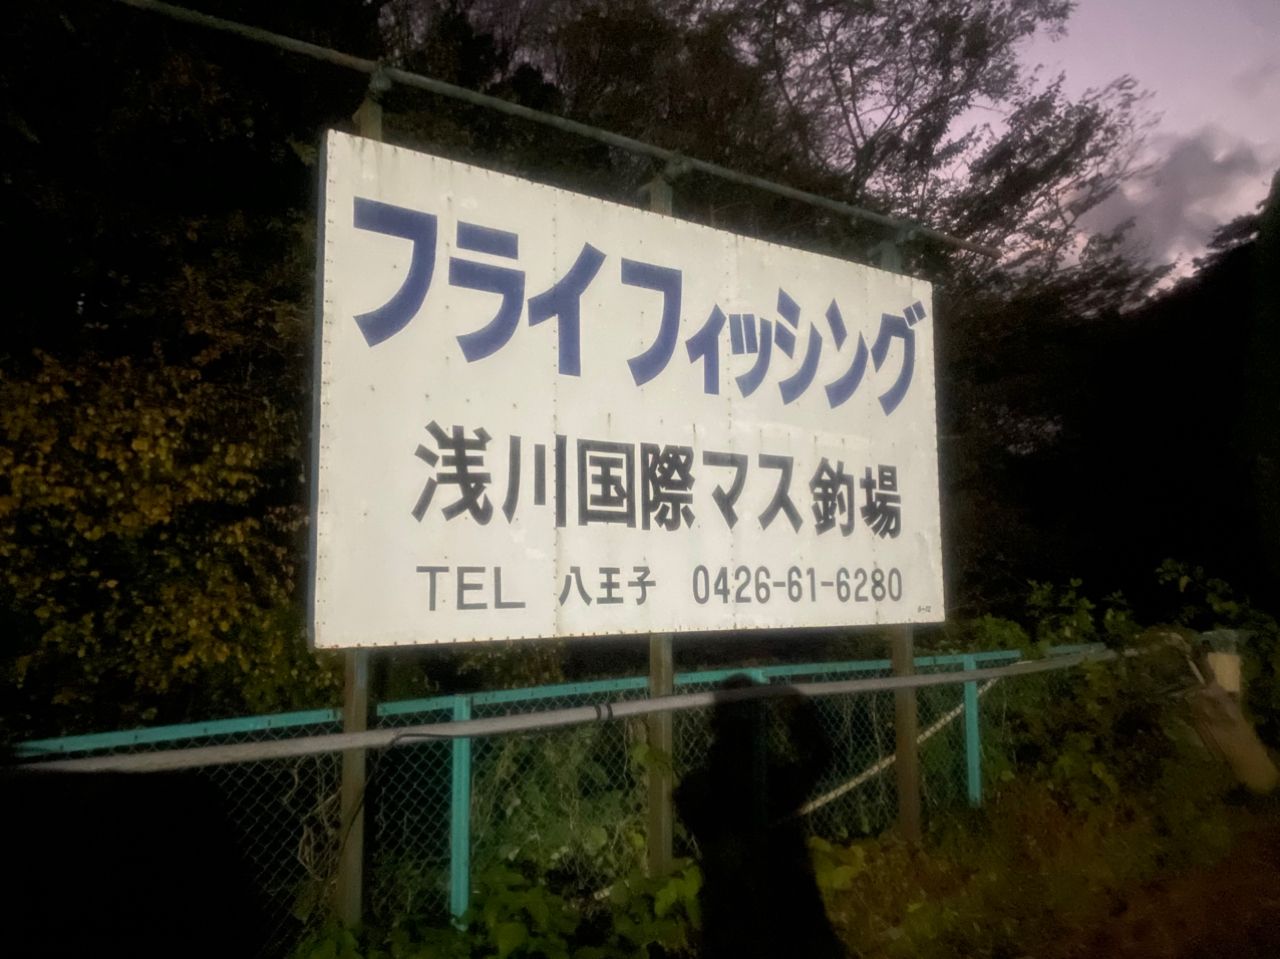 フライフィッシング
浅川国際マス釣場
TEL 八王子 0426-61-6280